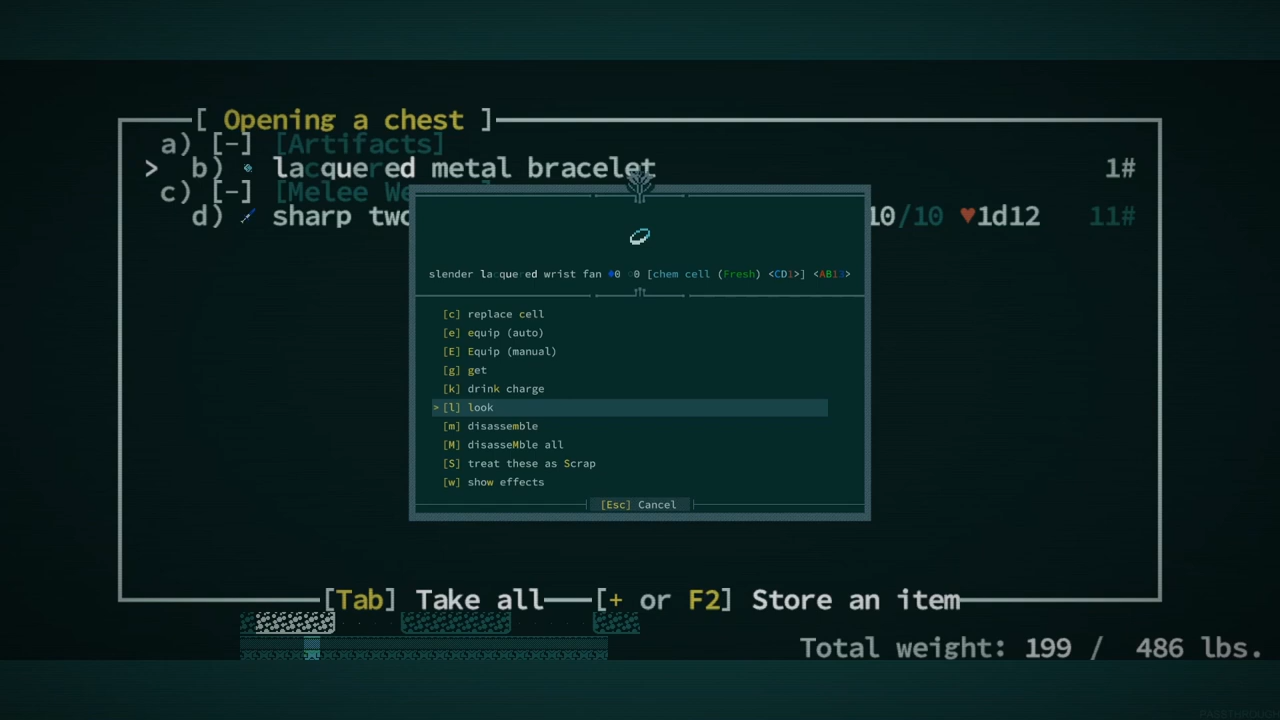 [ Opening a chest ]
a) [-] [Artifacts]
> b) lacquered metal bracelet 1#
c) [-] [Melee We
d) sharp two 10/10 ♥1d12 11#
slender lacquered wrist fan ♦0 ○0 [chem cell (Fresh) <CD1>] <AB13>
[c] replace cell
[e] equip (auto)
[E] Equip (manual)
[g] get
[k] drink charge
>[l] look
[m] disassemble
[M] disasseMble all
[S] treat these as Scrap
[w] show effects
[Esc] Cancel
[Tab] Take all [+ or F2] Store an item
Total weight: 199 / 486 lbs.